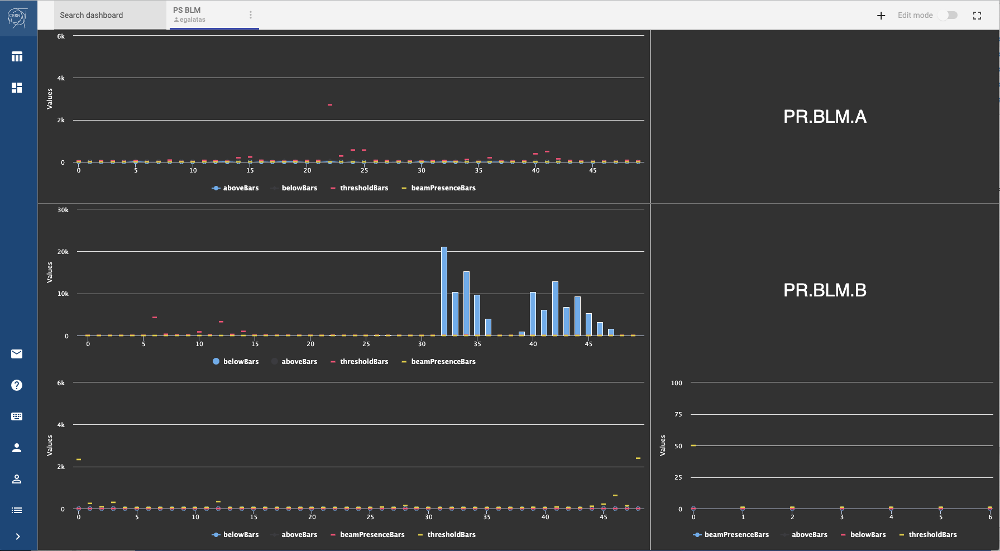 CERN
Search dashboard
PS BLM
egalatas
Edit mode
6k
4k
2k
0
Values
0 5 10 15 20 25 30 35 40 45
aboveBars belowBars thresholdBars beamPresenceBars
PR.BLM.A
30k
20k
10k
0
Values
0 5 10 15 20 25 30 35 40 45
belowBars aboveBars thresholdBars beamPresenceBars
PR.BLM.B
6k
4k
2k
0
Values
0 5 10 15 20 25 30 35 40 45
belowBars aboveBars beamPresenceBars thresholdBars
100
75
50
25
0
Values
0 1 2 3 4 5 6
beamPresenceBars aboveBars belowBars thresholdBars